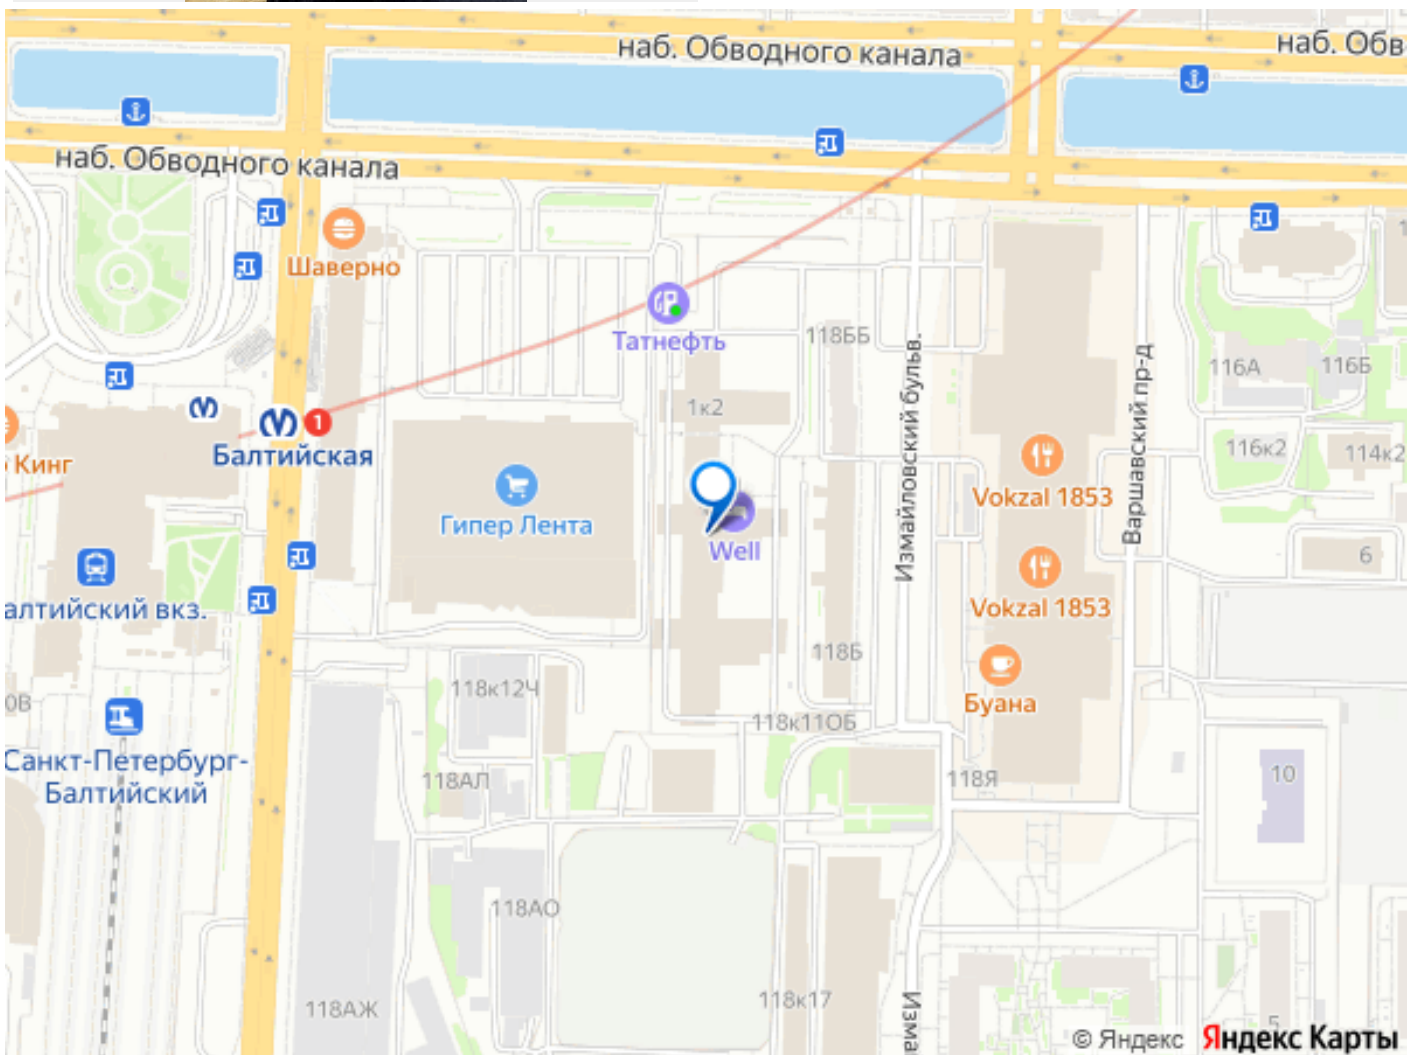 наб. Обводного канала
наб. Обв
наб. Обводного канала
Шаверно
Татнефть
118ББ
Измайловский бульв.
Варшавский пр-д
116А
116Б
1к2
1
Балтийская
Кинг
Гипер Лента
Well
Vokzal 1853
116к2
114к2
6
Vokzal 1853
алтийский вкз.
118Б
Буана
118к12Ч
0В
118к11ОБ
Санкт-Петербург-
Балтийский
118АЛ
118Я
10
118АО
118АЖ
118к17
Изма
5
© Яндекс Яндекс Карты